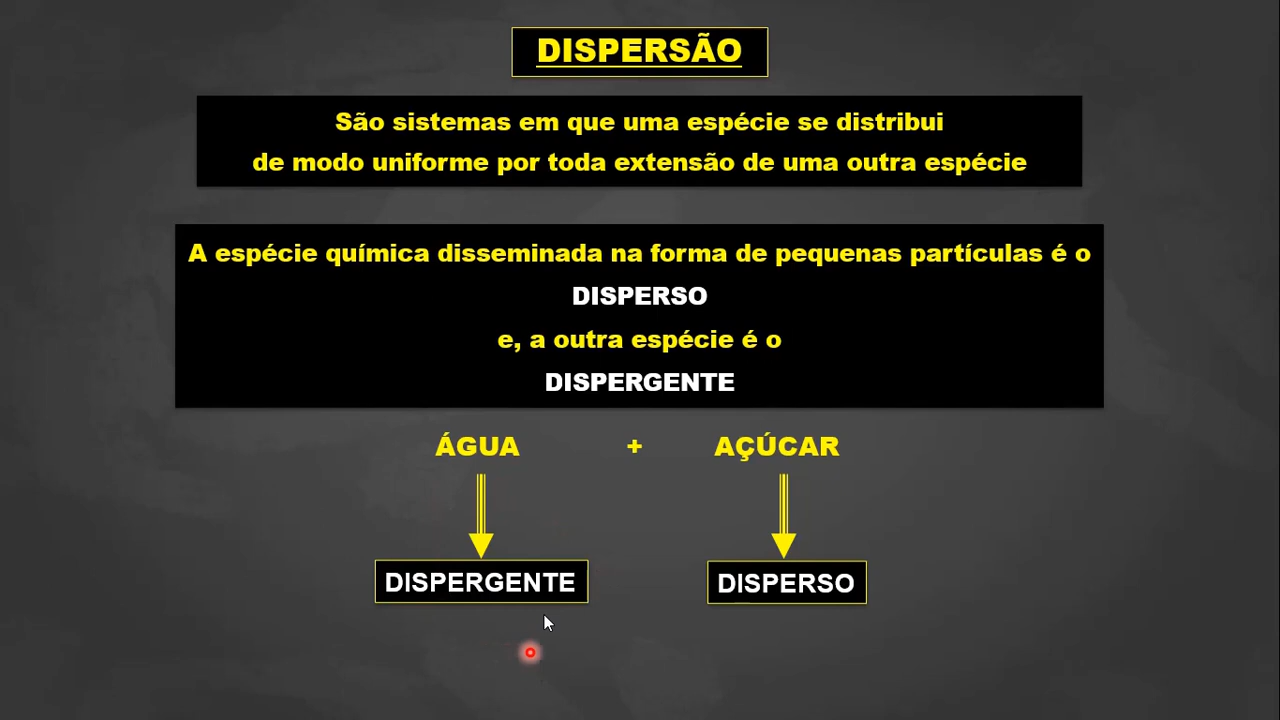 DISPERSÃO
São sistemas em que uma espécie se distribui
de modo uniforme por toda extensão de uma outra espécie
A espécie química disseminada na forma de pequenas partículas é o
DISPERSO
e, a outra espécie é o
DISPERGENTE
ÁGUA + AÇÚCAR
DISPERGENTE DISPERSO